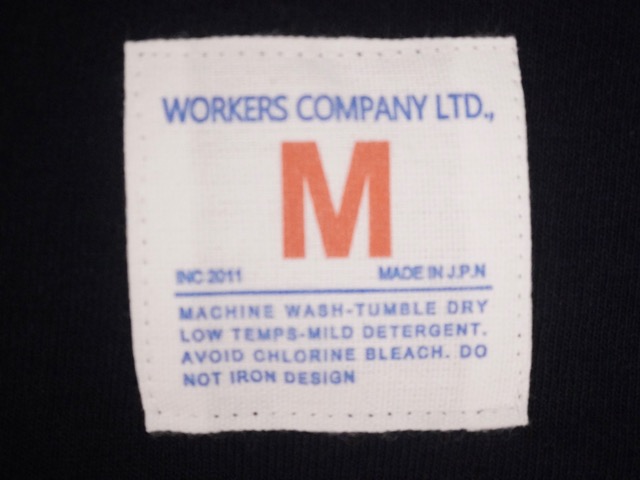 WORKERS COMPANY LTD.,
M
INC 2011 MADE IN J.P.N
MACHINE WASH-TUMBLE DRY
LOW TEMPS-MILD DETERGENT.
AVOID CHLORINE BLEACH. DO
NOT IRON DESIGN